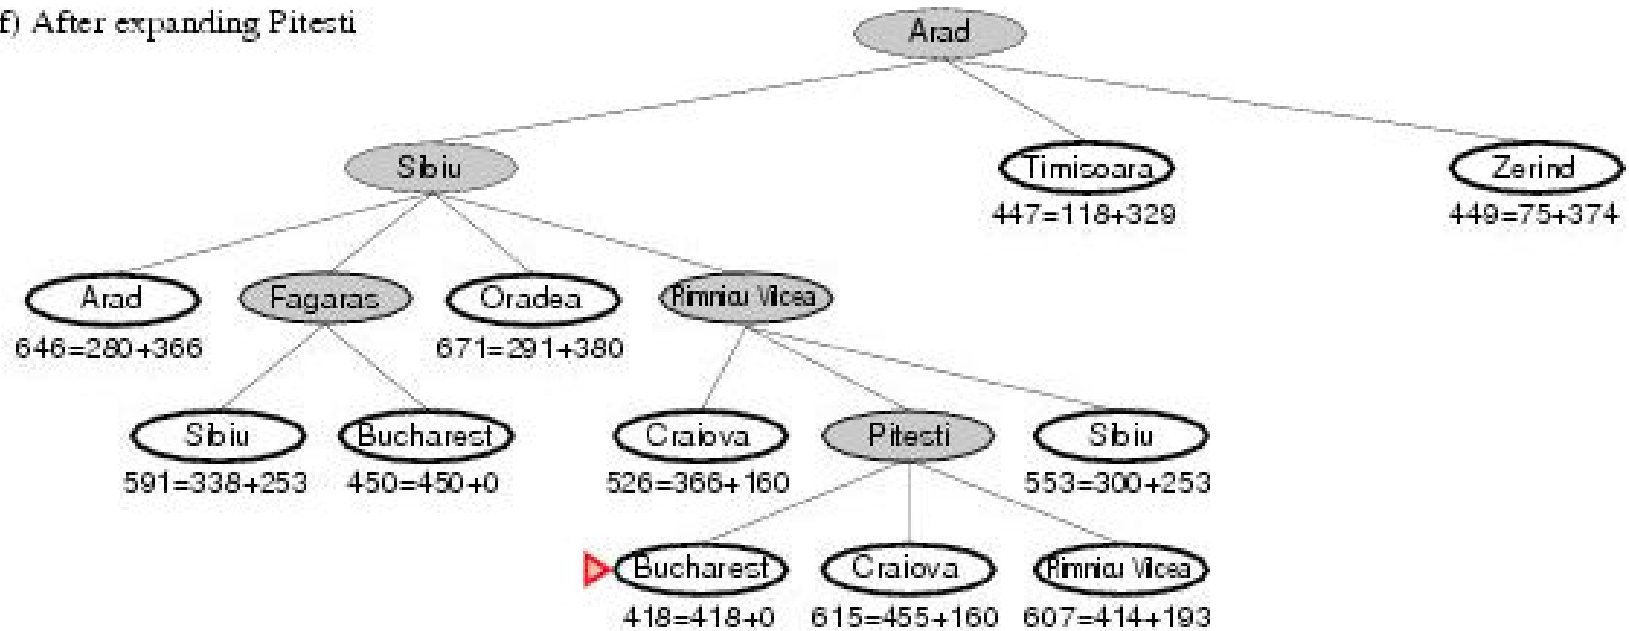 f) After expanding Pitesti
Arad
Sibiu
Timisoara
Zerind
447=118+329
449=75+374
Arad
Fagaras
Oradea
Rimnicu Vilcea
646=280+366
671=291+380
Sibiu
Bucharest
Craiova
Pitesti
Sibiu
591=338+253
450=450+0
526=366+160
553=300+253
Bucharest
Craiova
Rimnicu Vilcea
418=418+0
615=455+160
607=414+193